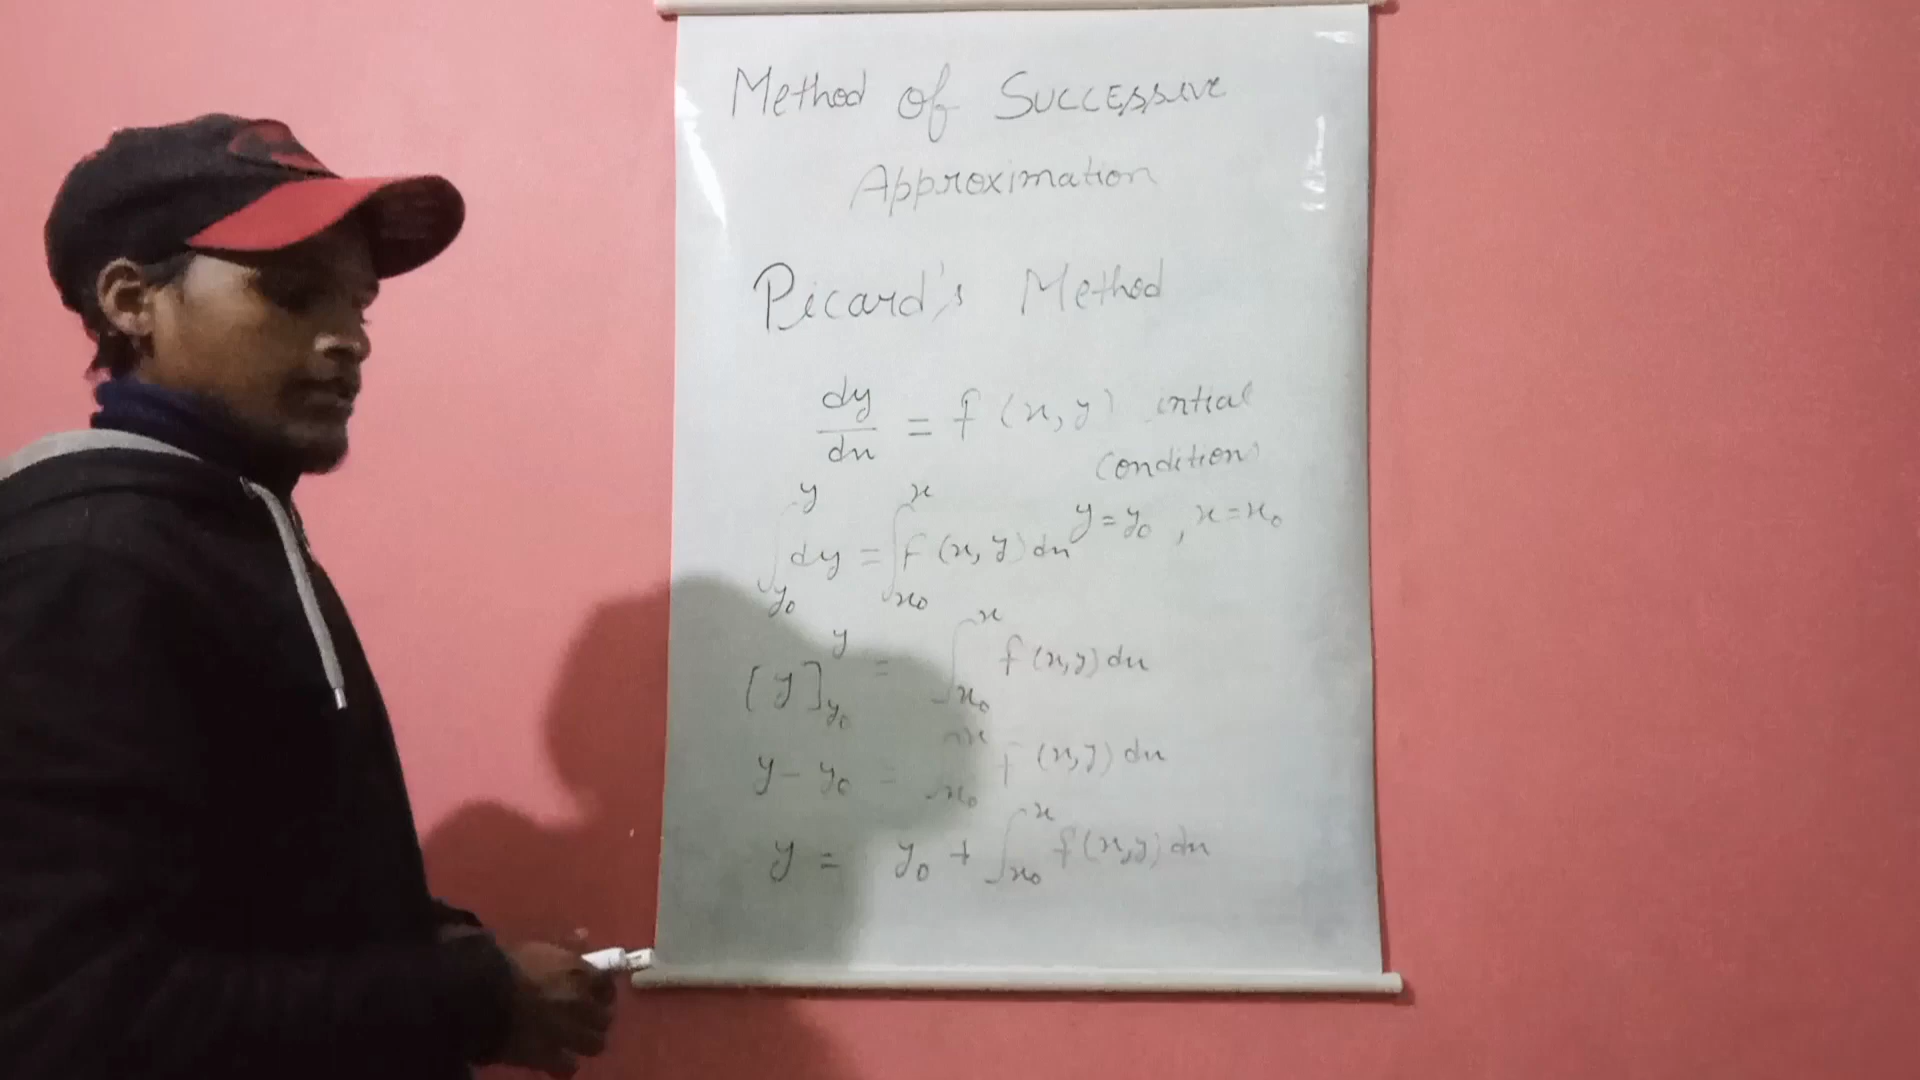 Method of Successive
Approximation
Picard's Method
dy/dx = f (x, y) intial
conditions
y = y₀ , x = x₀
∫_{y₀}^{y} dy = ∫_{x₀}^{x} f (x, y) dx
[y]_{y₀}^{y} = ∫_{x₀}^{x} f (x, y) dx
y - y₀ = ∫_{x₀}^{x} f (x, y) dx
y = y₀ + ∫_{x₀}^{x} f (x, y) dx